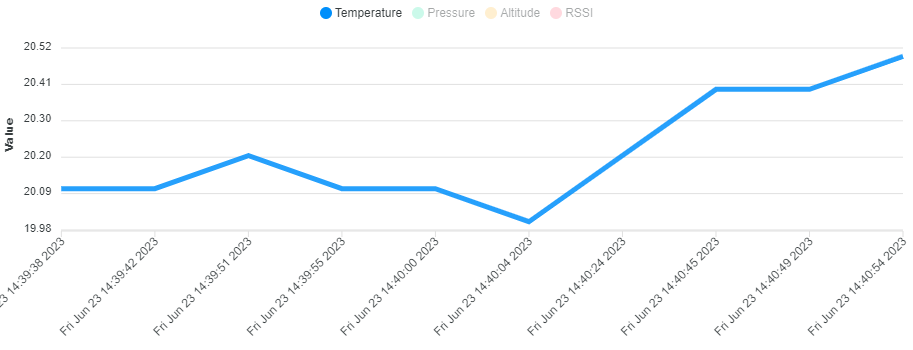 Temperature Pressure Altitude RSSI
20.52
20.41
20.30
20.20
20.09
19.98
Value
23 14:39:38 2023
Fri Jun 23 14:39:42 2023
Fri Jun 23 14:39:51 2023
Fri Jun 23 14:39:55 2023
Fri Jun 23 14:40:00 2023
Fri Jun 23 14:40:04 2023
Fri Jun 23 14:40:24 2023
Fri Jun 23 14:40:45 2023
Fri Jun 23 14:40:49 2023
Fri Jun 23 14:40:54 2023